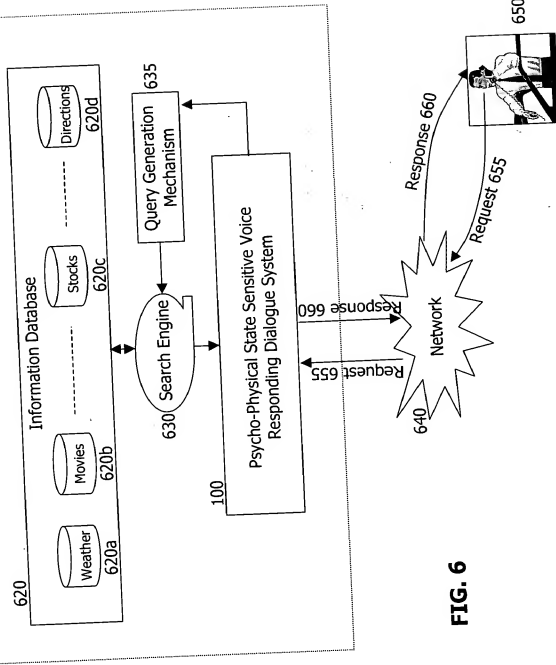 620
Information Database
Weather
620a
Movies
620b
Stocks
620c
Directions
620d
630
Search Engine
Query Generation
Mechanism
635
100
Psycho-Physical State Sensitive Voice
Responding Dialogue System
Request 655
Response 660
640
Network
Response 660
Request 655
650
FIG. 6